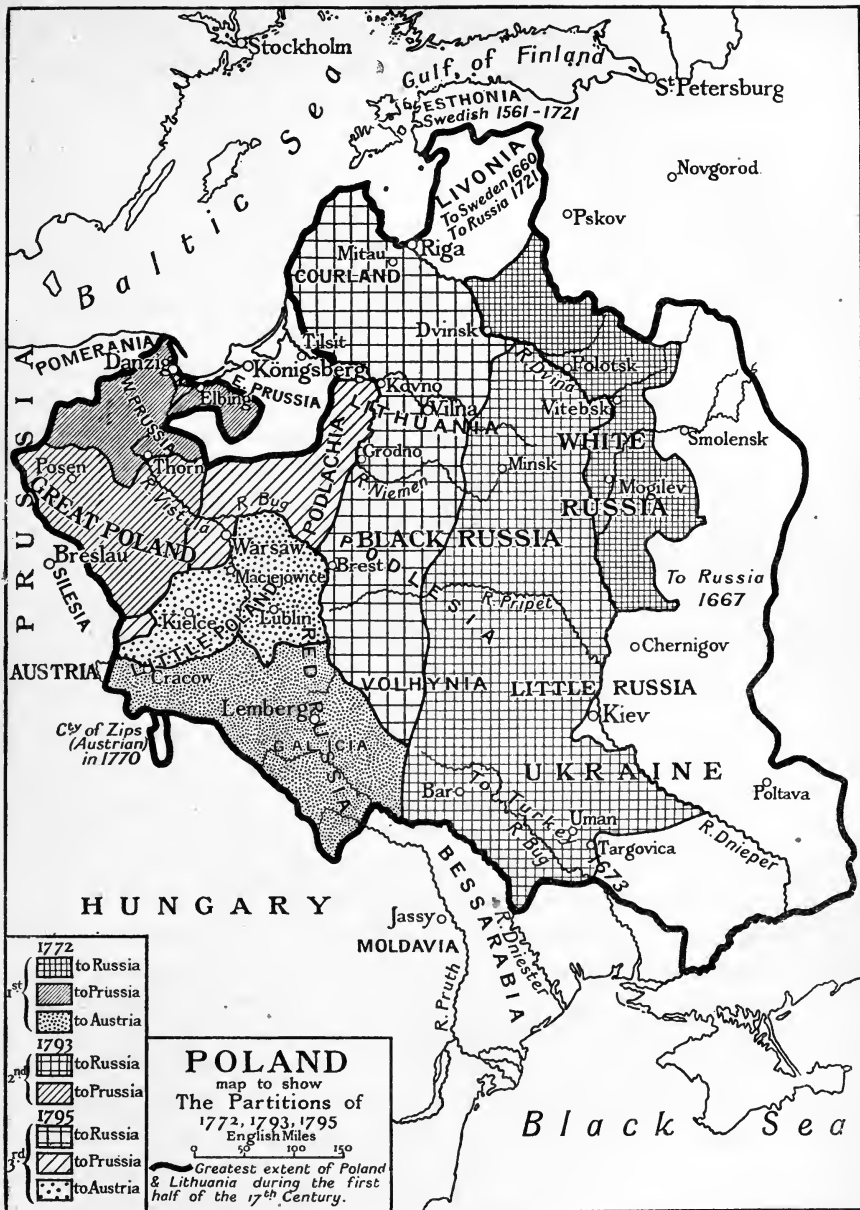 Stockholm
Gulf of Finland
St Petersburg
ESTHONIA
Swedish 1561-1721
Baltic Sea
LIVONIA
To Sweden 1660
To Russia 1721
Novgorod
Pskov
Riga
Mitau
COURLAND
Dvinsk
R. Dvina
Polotsk
POMERANIA
Danzig
Tilsit
Königsberg
E. PRUSSIA
Elbing
W. PRUSSIA
Kovno
Vilna
LITHUANIA
Vitebsk
WHITE
RUSSIA
Smolensk
PRUSSIA
Posen
Thorn
GREAT POLAND
R. Vistula
R. Bug
PODLACHIA
Grodno
R. Niemen
Minsk
Mogilev
BLACK RUSSIA
Breslau
SILESIA
Warsaw
Maciejowice
Brest
PODLESIA
To Russia
1667
R. Pripet
Kielce
Lublin
LITTLE POLAND
RED RUSSIA
Chernigov
AUSTRIA
Cracow
VOLHYNIA
LITTLE RUSSIA
Lemberg
Kiev
Cty of Zips
(Austrian)
in 1770
GALICIA
UKRAINE
Bar
To Turkey
1673
R. Bug
Uman
Targovica
Poltava
R. Dnieper
HUNGARY
Jassy
MOLDAVIA
BESSARABIA
R. Dniester
R. Pruth
Black Sea
1772
1st
to Russia
to Prussia
to Austria
1793
2nd
to Russia
to Prussia
1795
3rd
to Russia
to Prussia
to Austria
POLAND
map to show
The Partitions of
1772, 1793, 1795
English Miles
0 50 100 150
Greatest extent of Poland
& Lithuania during the first
half of the 17th Century.